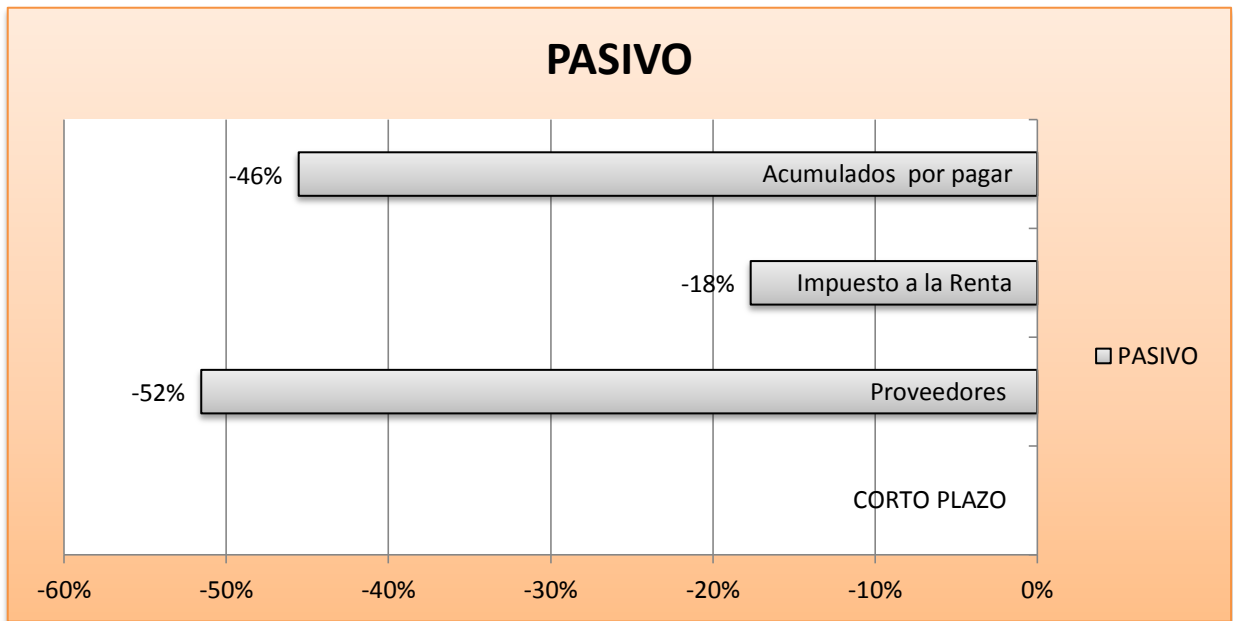 PASIVO
-46%
Acumulados por pagar
-18%
Impuesto a la Renta
-52%
Proveedores
CORTO PLAZO
PASIVO
-60% -50% -40% -30% -20% -10% 0%